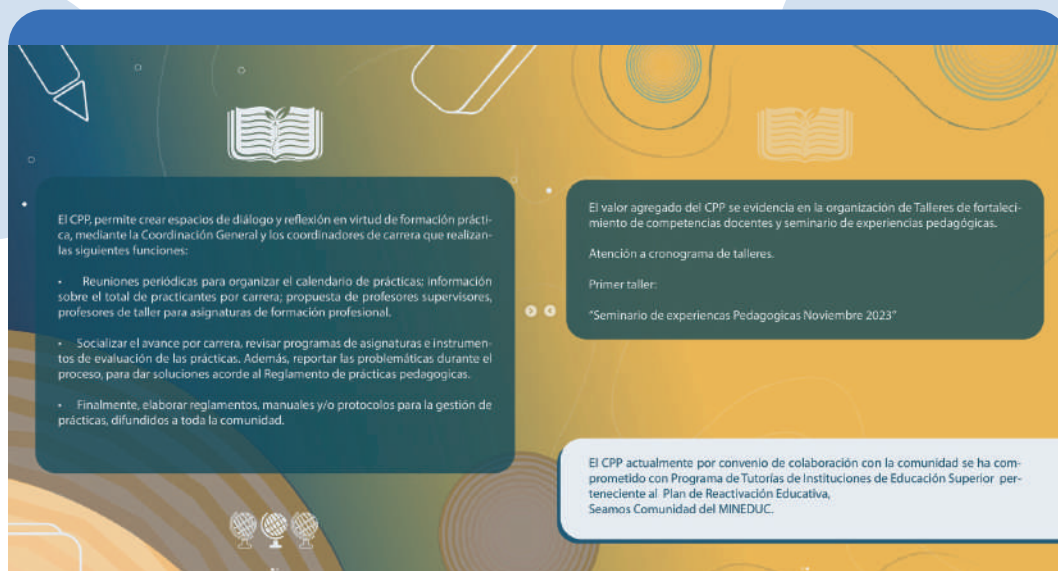 El CPP, permite crear espacios de diálogo y reflexión en virtud de formación prácti-
ca, mediante la Coordinación General y los coordinadores de carrera que realizan-
las siguientes funciones:
• Reuniones periódicas para organizar el calendario de prácticas; información
sobre el total de practicantes por carrera; propuesta de profesores supervisores,
profesores de taller para asignaturas de formación profesional.
• Socializar el avance por carrera, revisar programas de asignaturas e instrumen-
tos de evaluación de las prácticas. Además, reportar las problemáticas durante el
proceso, para dar soluciones acorde al Reglamento de prácticas pedagogicas.
• Finalmente, elaborar reglamentos, manuales y/o protocolos para la gestión de
prácticas, difundidos a toda la comunidad.
El valor agregado del CPP se evidencia en la organización de Talleres de fortaleci-
miento de competencias docentes y seminario de experiencias pedagógicas.
Atención a cronograma de talleres.
Primer taller:
"Seminario de experiencas Pedagogicas Noviembre 2023"
El CPP actualmente por convenio de colaboración con la comunidad se ha com-
prometido con Programa de Tutorías de Instituciones de Educación Superior per-
teneciente al Plan de Reactivación Educativa,
Seamos Comunidad del MINEDUC.